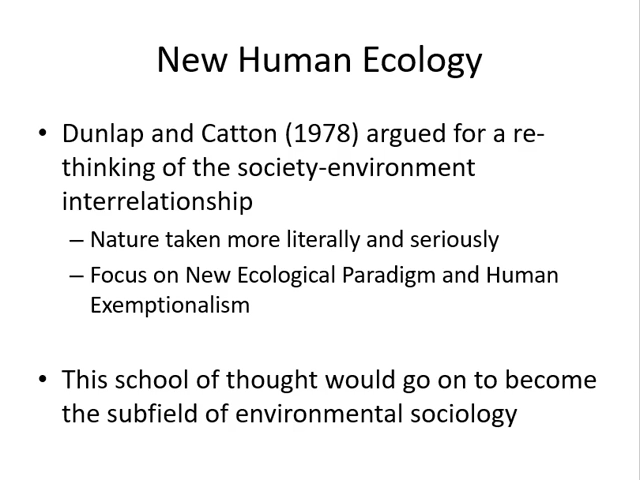 New Human Ecology
• Dunlap and Catton (1978) argued for a re-
thinking of the society-environment
interrelationship
– Nature taken more literally and seriously
– Focus on New Ecological Paradigm and Human
Exemptionalism
• This school of thought would go on to become
the subfield of environmental sociology